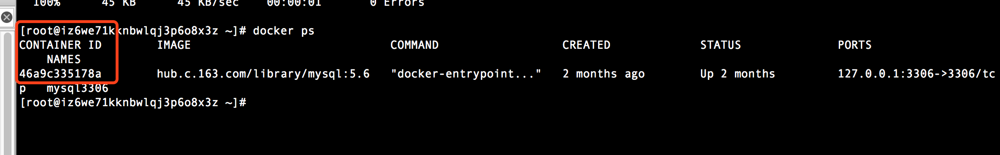 100%     45 KB     45 KB/sec    00:00:01       0 Errors
[root@iz6we71kknbwlqj3p6o8x3z ~]# docker ps
CONTAINER ID        IMAGE                             COMMAND                  CREATED             STATUS              PORTS
    NAMES
46a9c335178a        hub.c.163.com/library/mysql:5.6   "docker-entrypoint..."   2 months ago        Up 2 months         127.0.0.1:3306->3306/tc
p   mysql3306
[root@iz6we71kknbwlqj3p6o8x3z ~]#